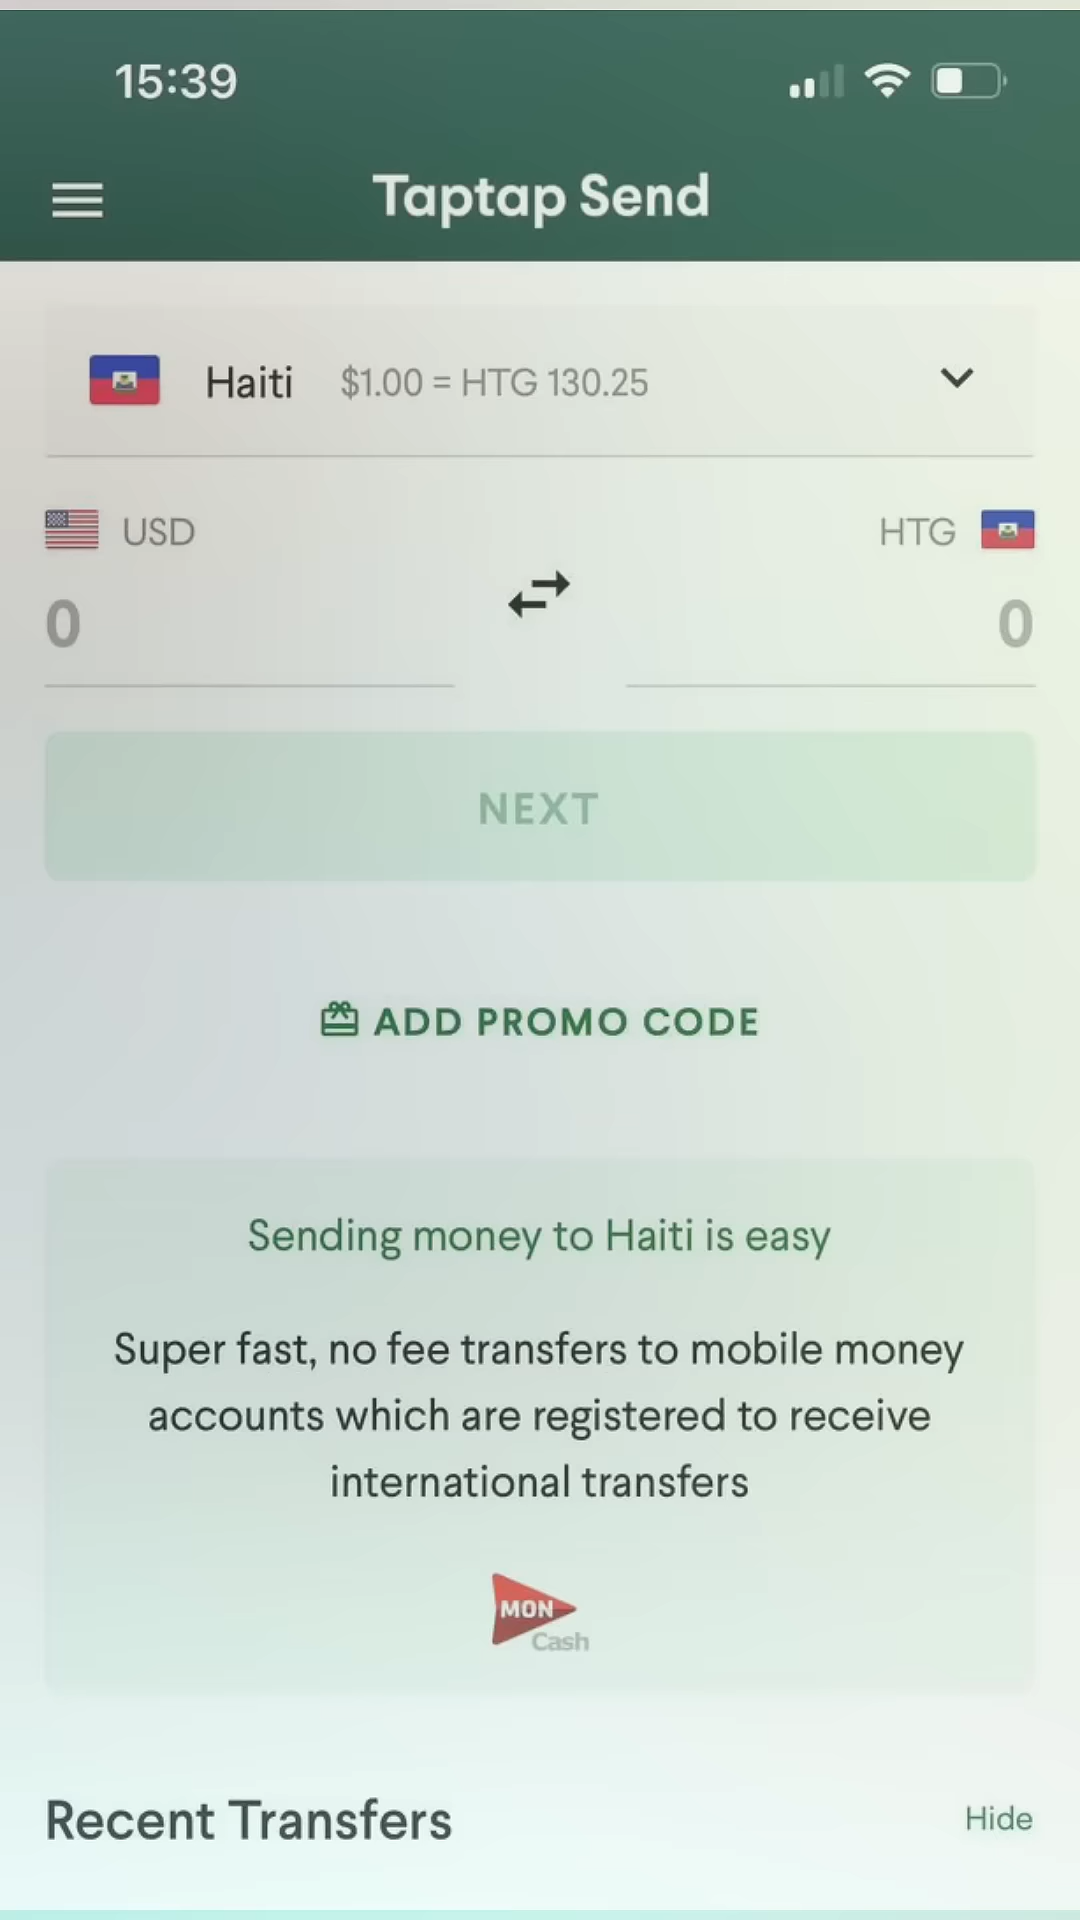 15:39
Taptap Send
Haiti $1.00 = HTG 130.25
USD
HTG
0
0
NEXT
ADD PROMO CODE
Sending money to Haiti is easy
Super fast, no fee transfers to mobile money
accounts which are registered to receive
international transfers
MON
Cash
Recent Transfers
Hide